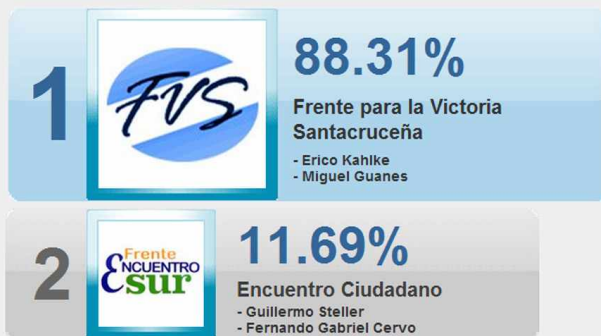 1
FVS
88.31%
Frente para la Victoria
Santacruceña
- Erico Kahlke
- Miguel Guanes
2
Frente
ENCUENTRO
sur
11.69%
Encuentro Ciudadano
- Guillermo Steller
- Fernando Gabriel Cervo